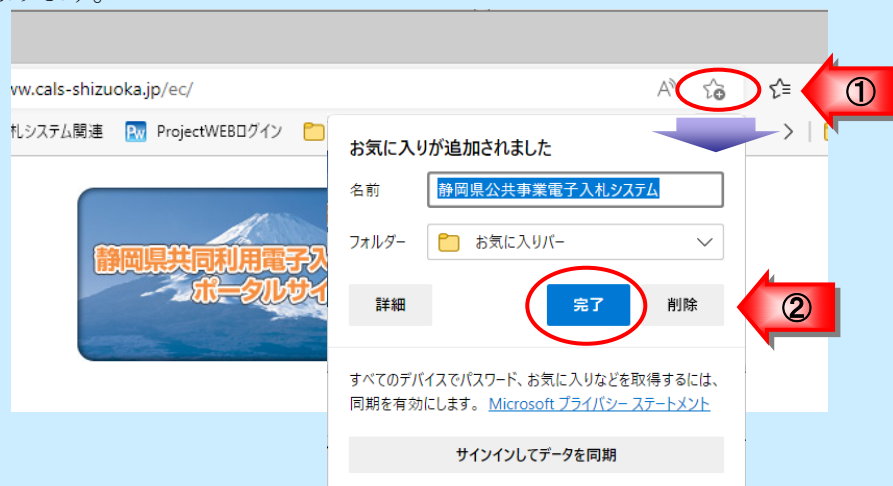 ww.cals-shizuoka.jp/ec/
①
札システム関連 ProjectWEBログイン
お気に入りが追加されました
名前 静岡県公共事業電子入札システム
フォルダー お気に入りバー
静岡県共同利用電子入
ポータルサイ
詳細 完了 削除
②
すべてのデバイスでパスワード、お気に入りなどを取得するには、
同期を有効にします。 Microsoft プライバシー ステートメント
サインインしてデータを同期